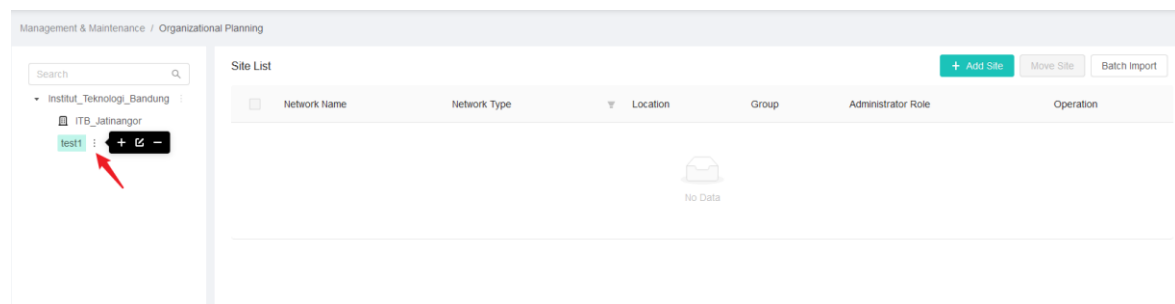 Management & Maintenance / Organizational Planning
Search
Institut_Teknologi_Bandung
ITB_Jatinangor
test1
Site List
+ Add Site Move Site Batch Import
Network Name Network Type Location Group Administrator Role Operation
No Data